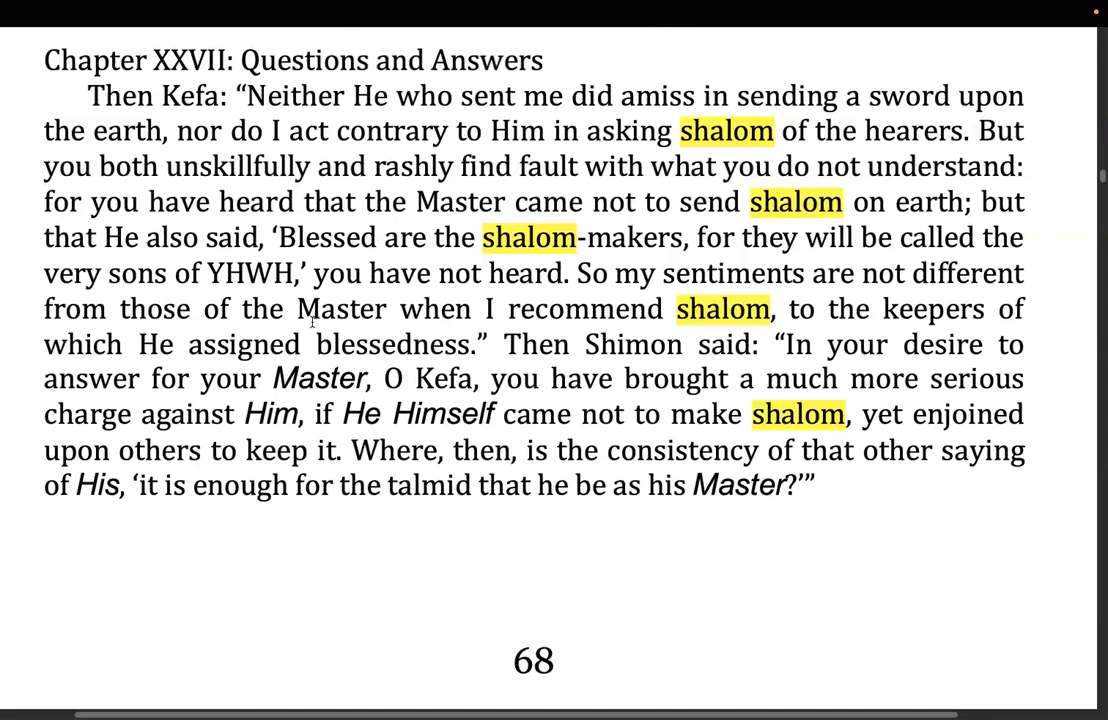 Chapter XXVII: Questions and Answers
Then Kefa: “Neither He who sent me did amiss in sending a sword upon
the earth, nor do I act contrary to Him in asking shalom of the hearers. But
you both unskillfully and rashly find fault with what you do not understand:
for you have heard that the Master came not to send shalom on earth; but
that He also said, ‘Blessed are the shalom-makers, for they will be called the
very sons of YHWH,’ you have not heard. So my sentiments are not different
from those of the Master when I recommend shalom, to the keepers of
which He assigned blessedness.” Then Shimon said: “In your desire to
answer for your Master, O Kefa, you have brought a much more serious
charge against Him, if He Himself came not to make shalom, yet enjoined
upon others to keep it. Where, then, is the consistency of that other saying
of His, ‘it is enough for the talmid that he be as his Master?’”
68